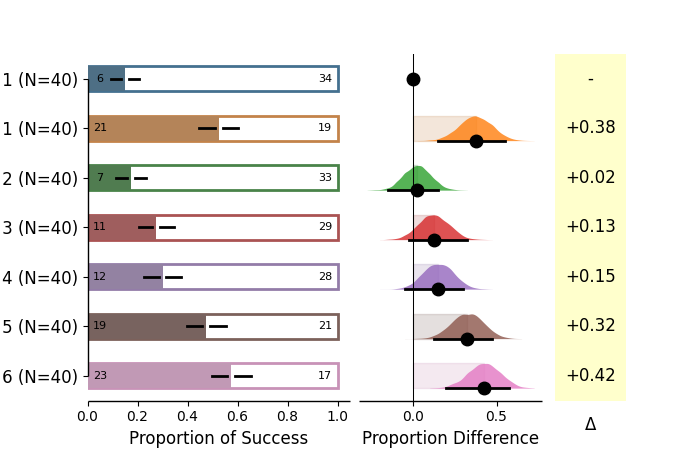 1 (N=40) 6 34 -
1 (N=40) 21 19 +0.38
2 (N=40) 7 33 +0.02
3 (N=40) 11 29 +0.13
4 (N=40) 12 28 +0.15
5 (N=40) 19 21 +0.32
6 (N=40) 23 17 +0.42
0.0 0.2 0.4 0.6 0.8 1.0 0.0 0.5
Proportion of Success Proportion Difference Δ